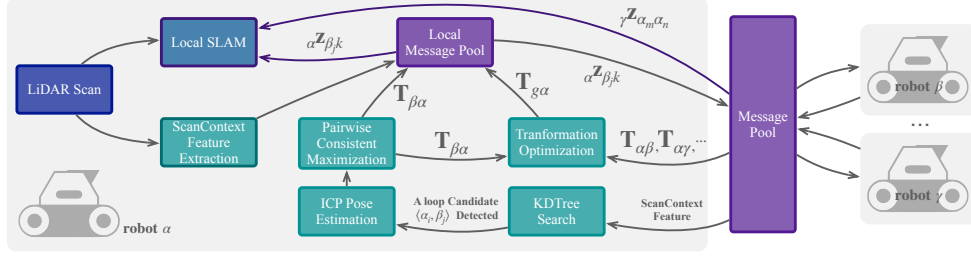 γZαmαn
Local SLAM
αZβjk
Local
Message Pool
LiDAR Scan
αZβjk
Tβα
Tgα
ScanContext
Feature
Extraction
Pairwise
Consistent
Maximization
Tβα
Tranformation
Optimization
Tαβ, Tαγ, ...
Message
Pool
robot β
...
robot γ
ICP Pose
Estimation
A loop Candidate
⟨αi, βj⟩ Detected
KDTree
Search
ScanContext
Feature
robot α